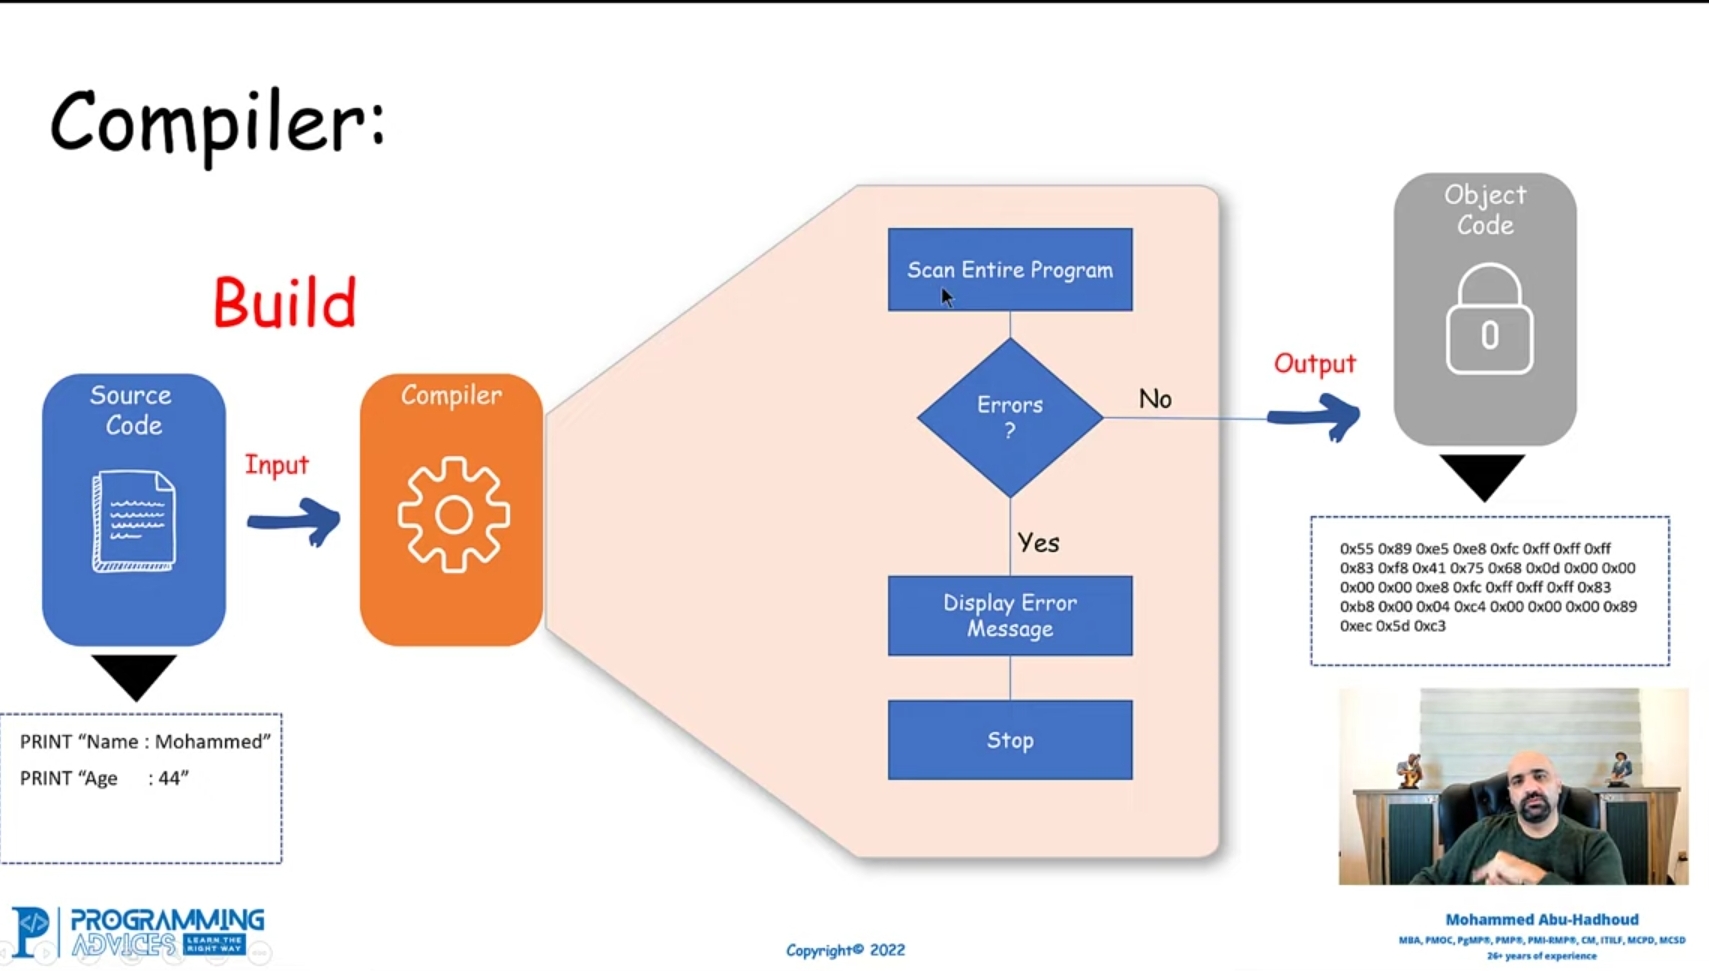 Compiler:
Build
Source
Code
Input
Compiler
Scan Entire Program
Errors
?
No
Yes
Display Error
Message
Stop
Output
Object
Code
0x55 0x89 0xe5 0xe8 0xfc 0xff 0xff 0xff
0x83 0xf8 0x41 0x75 0x68 0x0d 0x00 0x00
0x00 0x00 0xe8 0xfc 0xff 0xff 0xff 0x83
0xb8 0x00 0x04 0xc4 0x00 0x00 0x00 0x89
0xec 0x5d 0xc3
PRINT “Name : Mohammed”
PRINT “Age : 44”
P </>
PROGRAMMING
ADVICES
LEARN THE
RIGHT WAY
Copyright© 2022
Mohammed Abu-Hadhoud
MBA, PMOC, PgMP®, PMP®, PMI-RMP®, CM, ITILF, MCPD, MCSD
26+ years of experience